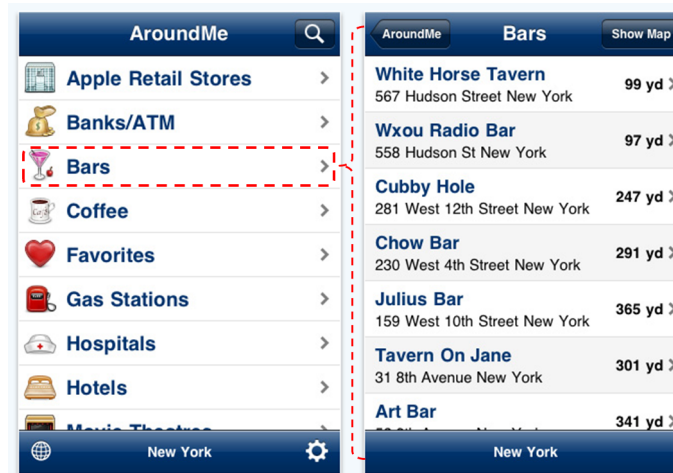 AroundMe
Apple Retail Stores
Banks/ATM
Bars
Coffee
Favorites
Gas Stations
Hospitals
Hotels
Movie Theatres
New York
AroundMe
Bars
Show Map
White Horse Tavern
567 Hudson Street New York
99 yd
Wxou Radio Bar
558 Hudson St New York
97 yd
Cubby Hole
281 West 12th Street New York
247 yd
Chow Bar
230 West 4th Street New York
291 yd
Julius Bar
159 West 10th Street New York
365 yd
Tavern On Jane
31 8th Avenue New York
301 yd
Art Bar
341 yd
New York